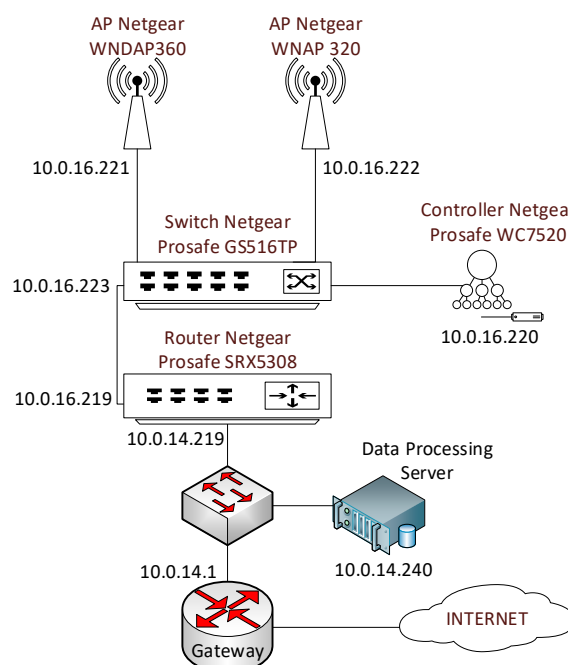 AP Netgear
WNDAP360
AP Netgear
WNAP 320
10.0.16.221
10.0.16.222
Switch Netgear
Prosafe GS516TP
Controller Netgear
Prosafe WC7520
10.0.16.223
10.0.16.220
Router Netgear
Prosafe SRX5308
10.0.16.219
10.0.14.219
Data Processing
Server
10.0.14.240
10.0.14.1
INTERNET
Gateway